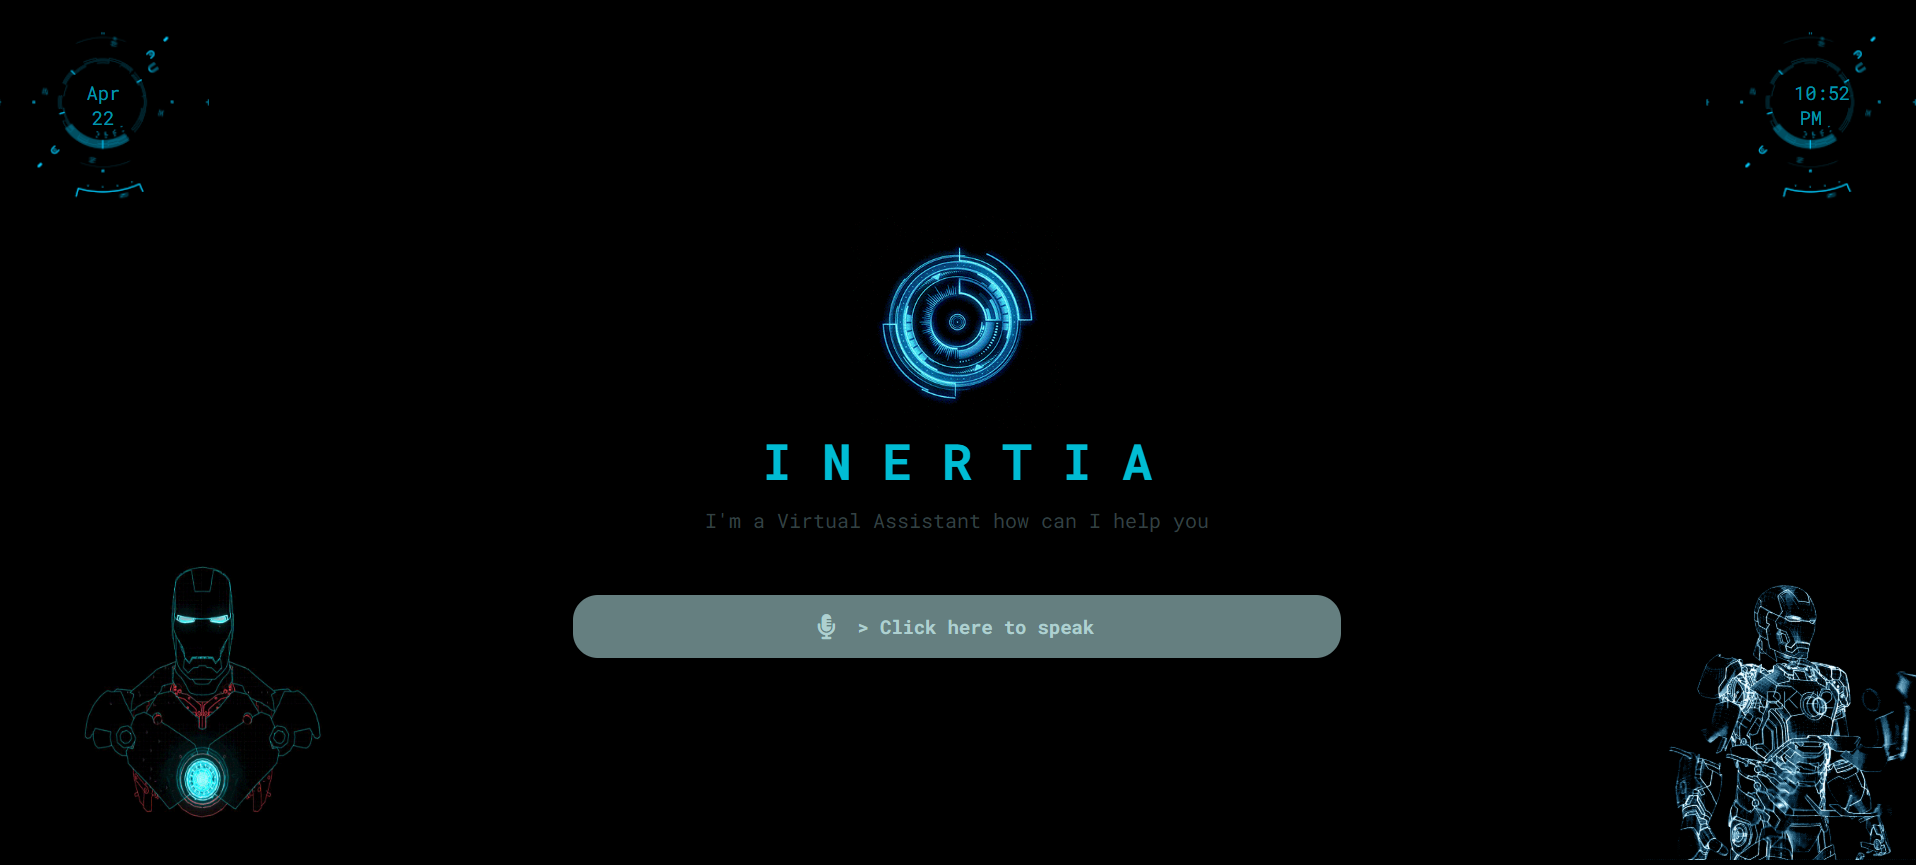 Apr
22
10:52
PM
I N E R T I A
I'm a Virtual Assistant how can I help you
> Click here to speak